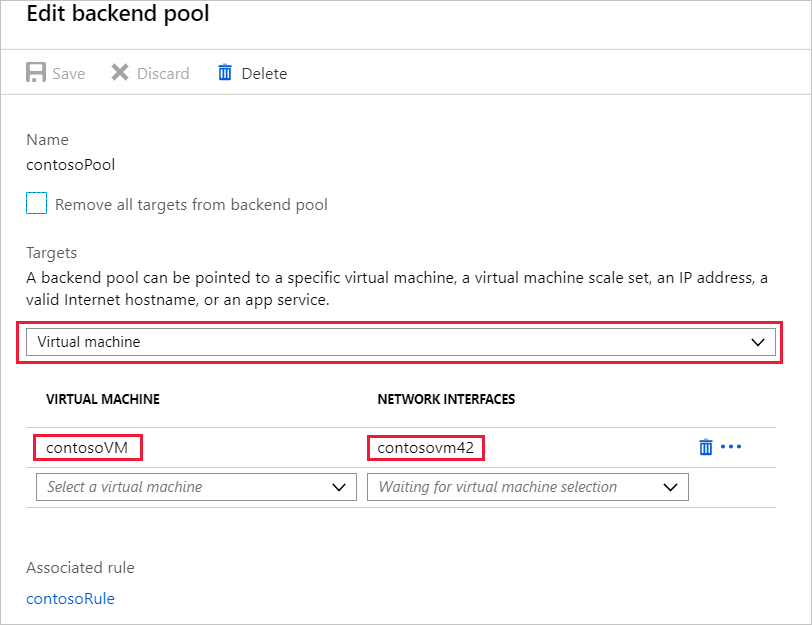 Edit backend pool
Save Discard Delete
Name
contosoPool
Remove all targets from backend pool
Targets
A backend pool can be pointed to a specific virtual machine, a virtual machine scale set, an IP address, a
valid Internet hostname, or an app service.
Virtual machine
VIRTUAL MACHINE NETWORK INTERFACES
contosoVM contosovm42
Select a virtual machine Waiting for virtual machine selection
Associated rule
contosoRule